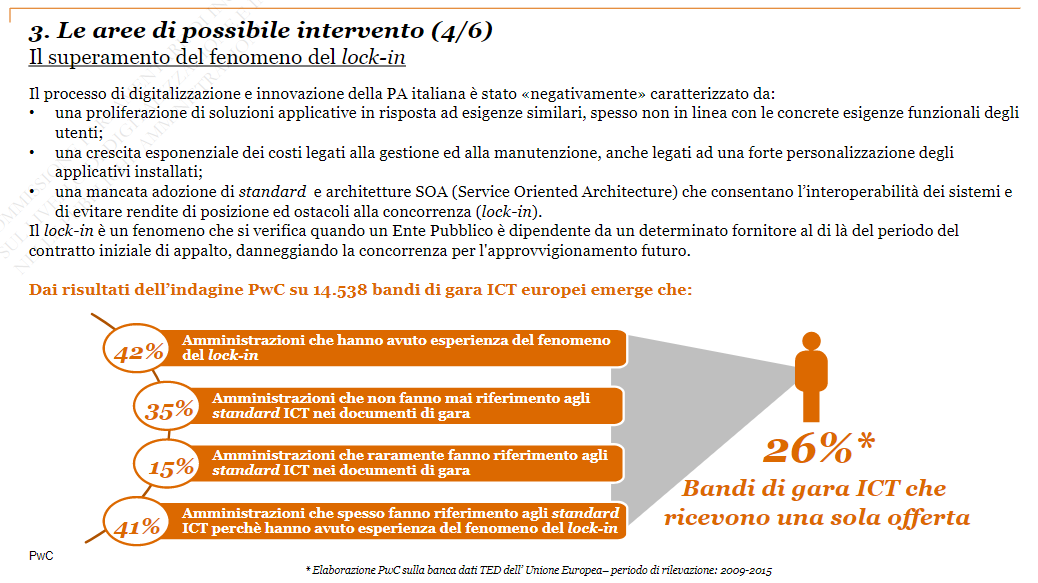 3. Le aree di possibile intervento (4/6)
Il superamento del fenomeno del lock-in
Il processo di digitalizzazione e innovazione della PA italiana è stato «negativamente» caratterizzato da:
• una proliferazione di soluzioni applicative in risposta ad esigenze similari, spesso non in linea con le concrete esigenze funzionali degli
utenti;
• una crescita esponenziale dei costi legati alla gestione ed alla manutenzione, anche legati ad una forte personalizzazione degli
applicativi installati;
• una mancata adozione di standard e architetture SOA (Service Oriented Architecture) che consentano l'interoperabilità dei sistemi e
di evitare rendite di posizione ed ostacoli alla concorrenza (lock-in).
Il lock-in è un fenomeno che si verifica quando un Ente Pubblico è dipendente da un determinato fornitore al di là del periodo del
contratto iniziale di appalto, danneggiando la concorrenza per l'approvvigionamento futuro.
Dai risultati dell'indagine PwC su 14.538 bandi di gara ICT europei emerge che:
42%
Amministrazioni che hanno avuto esperienza del fenomeno
del lock-in
35%
Amministrazioni che non fanno mai riferimento agli
standard ICT nei documenti di gara
15%
Amministrazioni che raramente fanno riferimento agli
standard ICT nei documenti di gara
41%
Amministrazioni che spesso fanno riferimento agli standard
ICT perchè hanno avuto esperienza del fenomeno del lock-in
26%*
Bandi di gara ICT che
ricevono una sola offerta
PwC
* Elaborazione PwC sulla banca dati TED dell' Unione Europea– periodo di rilevazione: 2009-2015